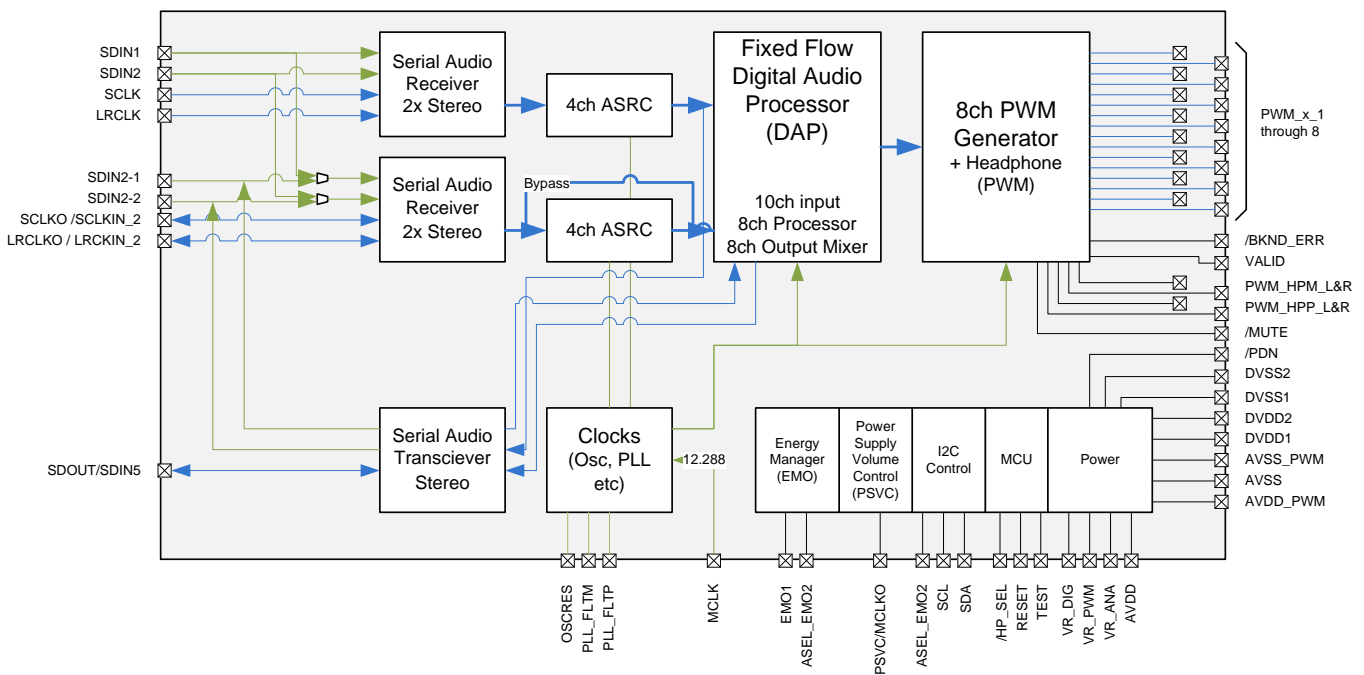 SDIN1
SDIN2
SCLK
LRCLK
SDIN2-1
SDIN2-2
SCLKO /SCLKIN_2
LRCLKO / LRCKIN_2
SDOUT/SDIN5
Serial Audio
Receiver
2x Stereo
4ch ASRC
Serial Audio
Receiver
2x Stereo
Bypass
4ch ASRC
Fixed Flow
Digital Audio
Processor
(DAP)
10ch input
8ch Processor
8ch Output Mixer
8ch PWM
Generator
+ Headphone
(PWM)
PWM_x_1
through 8
/BKND_ERR
VALID
PWM_HPM_L&R
PWM_HPP_L&R
/MUTE
/PDN
DVSS2
DVSS1
DVDD2
DVDD1
AVSS_PWM
AVSS
AVDD_PWM
Serial Audio
Transciever
Stereo
Clocks
(Osc, PLL
etc)
12.288
Energy
Manager
(EMO)
Power
Supply
Volume
Control
(PSVC)
I2C
Control
MCU
Power
OSCRES
PLL_FLTM
PLL_FLTP
MCLK
EMO1
ASEL_EMO2
PSVC/MCLKO
ASEL_EMO2
SCL
SDA
/HP_SEL
RESET
TEST
VR_DIG
VR_PWM
VR_ANA
AVDD